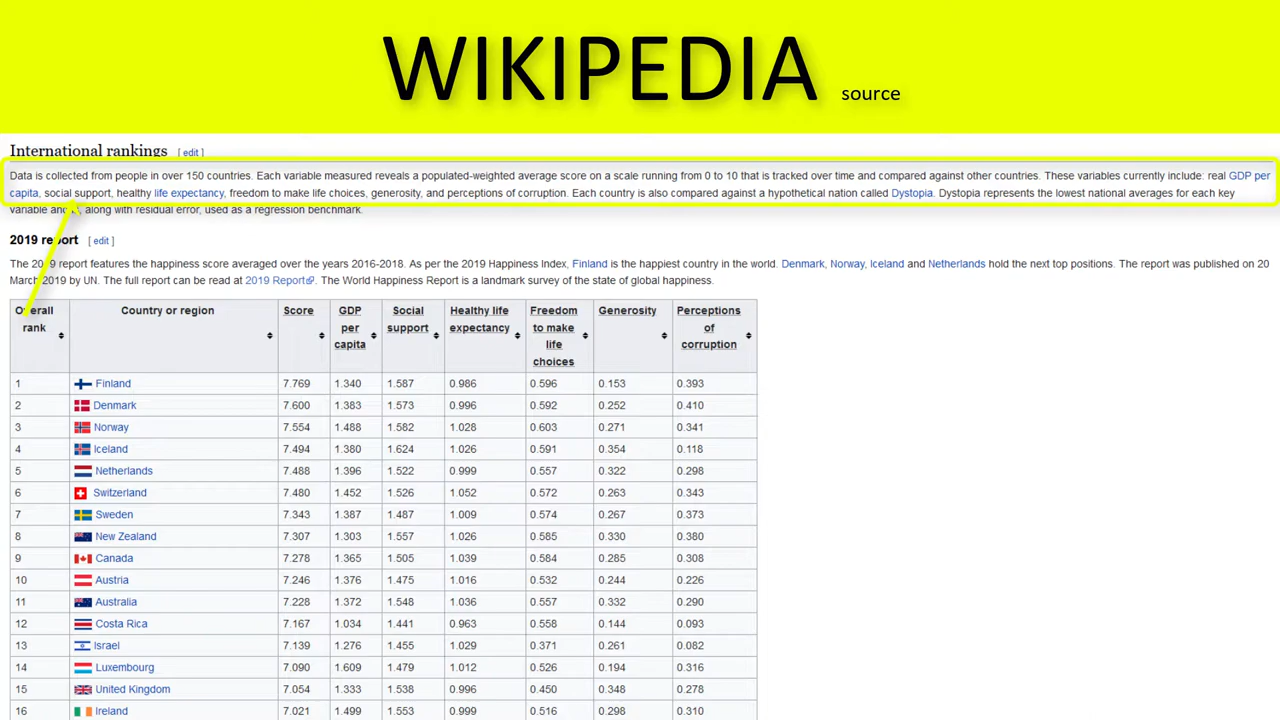 WIKIPEDIA source
International rankings [ edit ]
Data is collected from people in over 150 countries. Each variable measured reveals a populated-weighted average score on a scale running from 0 to 10 that is tracked over time and compared against other countries. These variables currently include: real GDP per
capita, social support, healthy life expectancy, freedom to make life choices, generosity, and perceptions of corruption. Each country is also compared against a hypothetical nation called Dystopia. Dystopia represents the lowest national averages for each key
variable and is, along with residual error, used as a regression benchmark.
2019 report [ edit ]
The 2019 report features the happiness score averaged over the years 2016-2018. As per the 2019 Happiness Index, Finland is the happiest country in the world. Denmark, Norway, Iceland and Netherlands hold the next top positions. The report was published on 20
March 2019 by UN. The full report can be read at 2019 Report. The World Happiness Report is a landmark survey of the state of global happiness.
Overall rank Country or region Score GDP per capita Social support Healthy life expectancy Freedom to make life choices Generosity Perceptions of corruption
1 Finland 7.769 1.340 1.587 0.986 0.596 0.153 0.393
2 Denmark 7.600 1.383 1.573 0.996 0.592 0.252 0.410
3 Norway 7.554 1.488 1.582 1.028 0.603 0.271 0.341
4 Iceland 7.494 1.380 1.624 1.026 0.591 0.354 0.118
5 Netherlands 7.488 1.396 1.522 0.999 0.557 0.322 0.298
6 Switzerland 7.480 1.452 1.526 1.052 0.572 0.263 0.343
7 Sweden 7.343 1.387 1.487 1.009 0.574 0.267 0.373
8 New Zealand 7.307 1.303 1.557 1.026 0.585 0.330 0.380
9 Canada 7.278 1.365 1.505 1.039 0.584 0.285 0.308
10 Austria 7.246 1.376 1.475 1.016 0.532 0.244 0.226
11 Australia 7.228 1.372 1.548 1.036 0.557 0.332 0.290
12 Costa Rica 7.167 1.034 1.441 0.963 0.558 0.144 0.093
13 Israel 7.139 1.276 1.455 1.029 0.371 0.261 0.082
14 Luxembourg 7.090 1.609 1.479 1.012 0.526 0.194 0.316
15 United Kingdom 7.054 1.333 1.538 0.996 0.450 0.348 0.278
16 Ireland 7.021 1.499 1.553 0.999 0.516 0.298 0.310